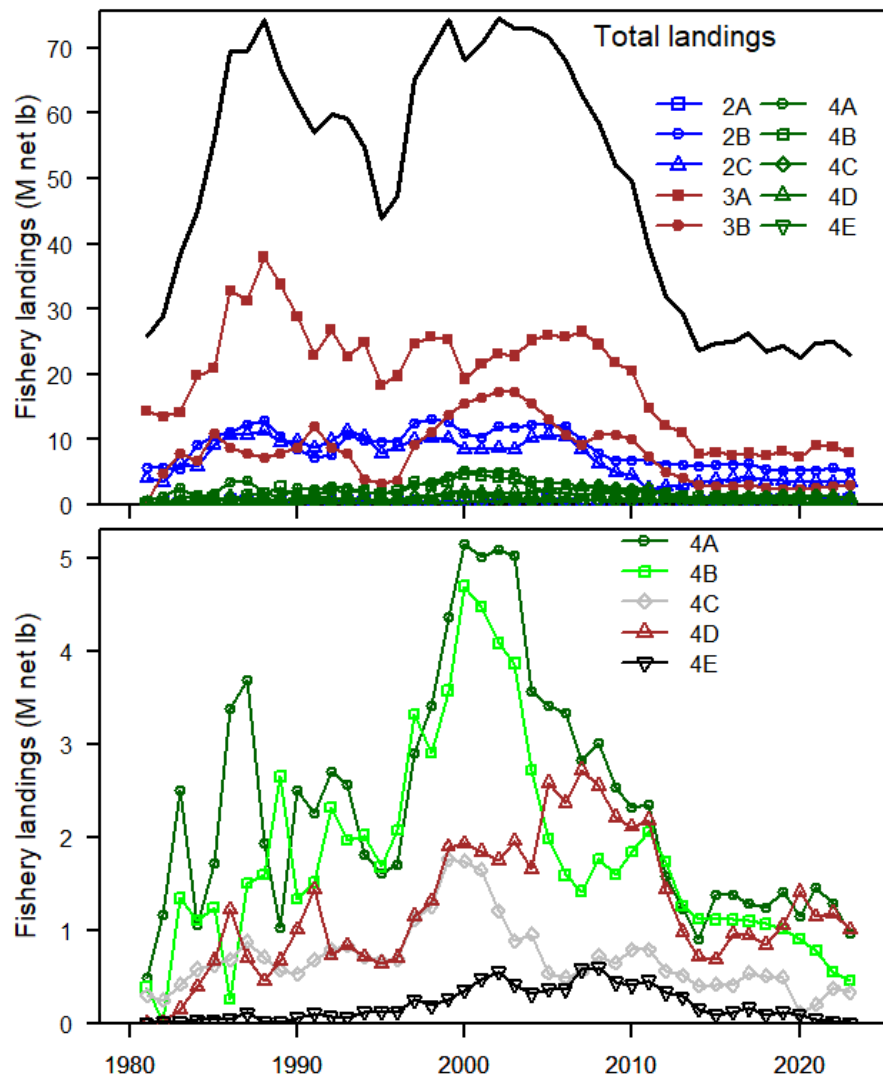 Total landings
Fishery landings (M net lb)
70
60
50
40
30
20
10
0
2A 4A
2B 4B
2C 4C
3A 4D
3B 4E
Fishery landings (M net lb)
5
4
3
2
1
0
4A
4B
4C
4D
4E
1980 1990 2000 2010 2020